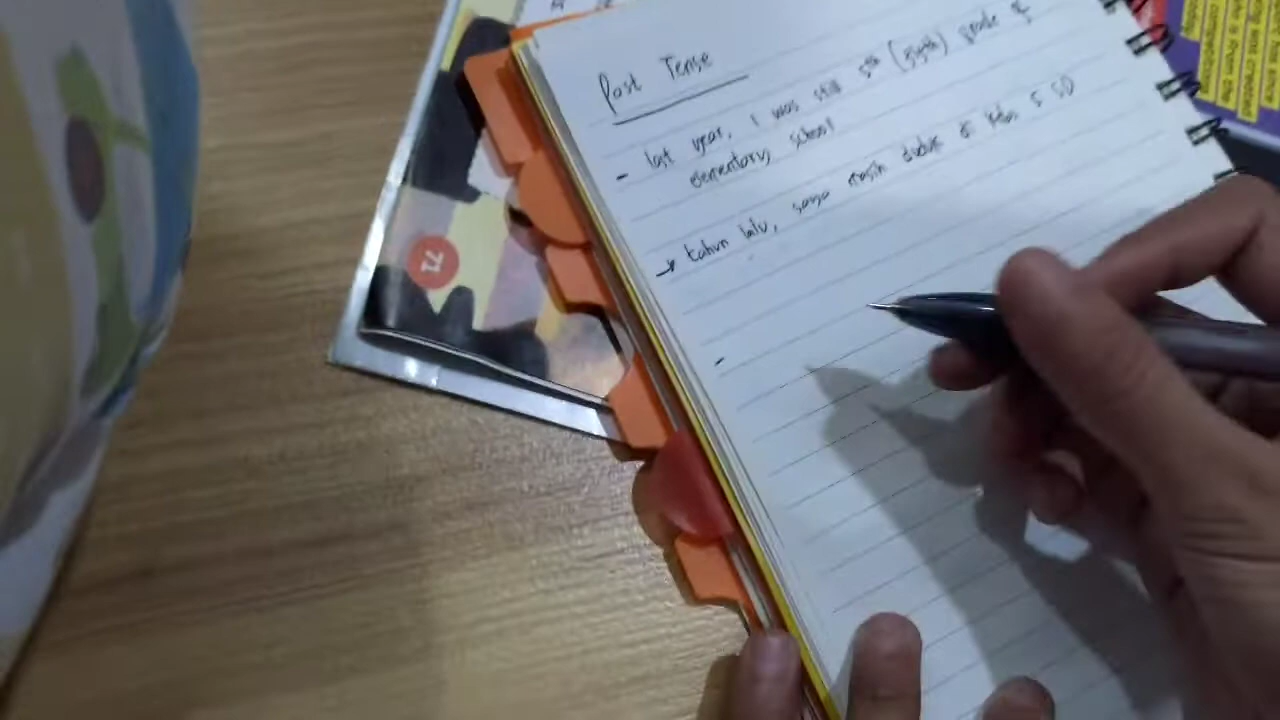 Past Tense
- last year, I was still 5th (fifth) grade of
elementary school
→ tahun lalu, saya masih duduk di kelas 5 SD
-
71